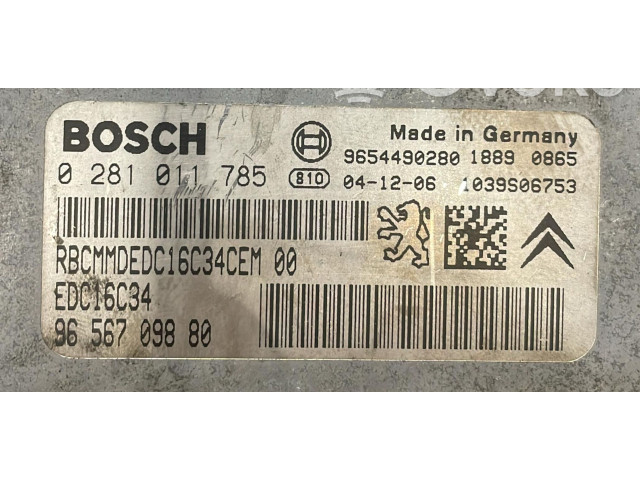 BOSCH
Made in Germany
9654490280 1889 0865
0 281 011 785 810 04-12-06 1039S06753
RBCMMDEDC16C34CEM 00
EDC16C34
96 567 098 80